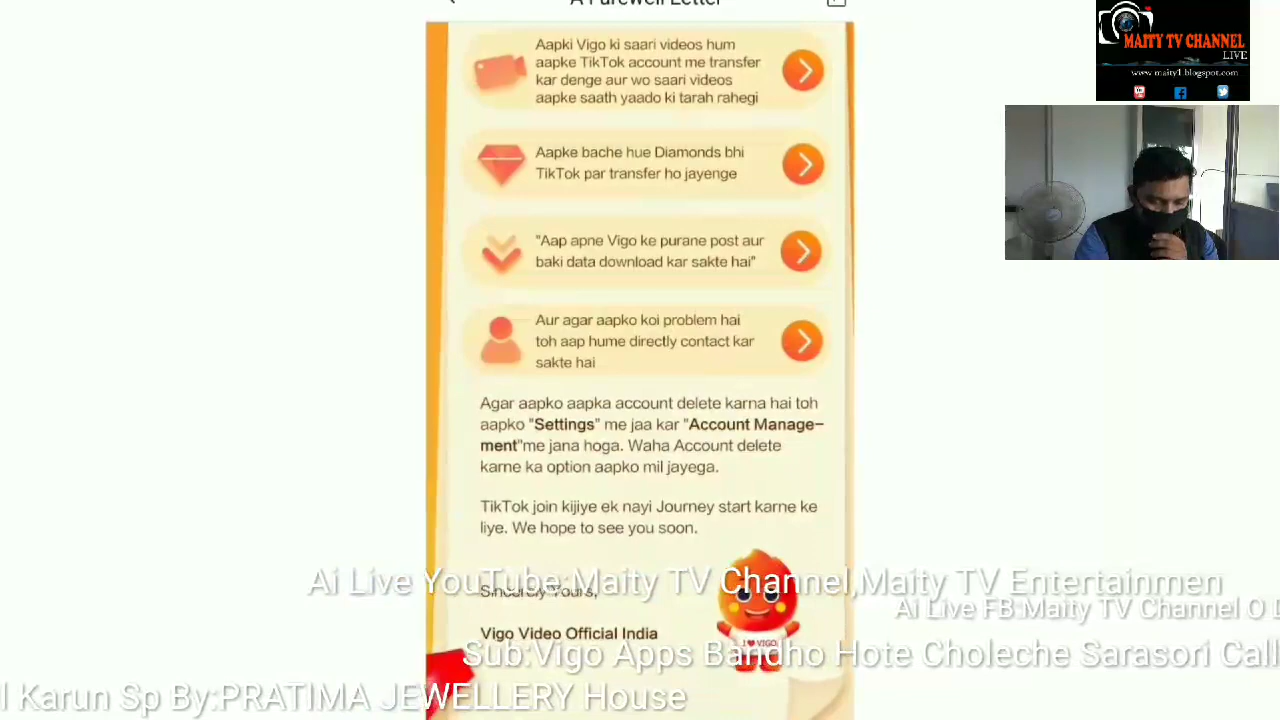 MAITY TV CHANNEL
LIVE
www.maity1.blogspot.com
Aapki Vigo ki saari videos hum
aapke TikTok account me transfer
kar denge aur wo saari videos
aapke saath yaado ki tarah rahegi
Aapke bache hue Diamonds bhi
TikTok par transfer ho jayenge
"Aap apne Vigo ke purane post aur
baki data download kar sakte hai"
Aur agar aapko koi problem hai
toh aap hume directly contact kar
sakte hai
Agar aapko aapka account delete karna hai toh
aapko "Settings" me jaa kar "Account Manage-
ment"me jana hoga. Waha Account delete
karne ka option aapko mil jayega.
TikTok join kijiye ek nayi Journey start karne ke
liye. We hope to see you soon.
Sincerely Yours,
Vigo Video Official India
I ♥ VIGO
Ai Live YouTube:Maity TV Channel,Maity TV Entertainmen
Ai Live FB:Maity TV Channel O
Sub:Vigo Apps Bandho Hote Choleche Sarasori Call
Karun Sp By:PRATIMA JEWELLERY House